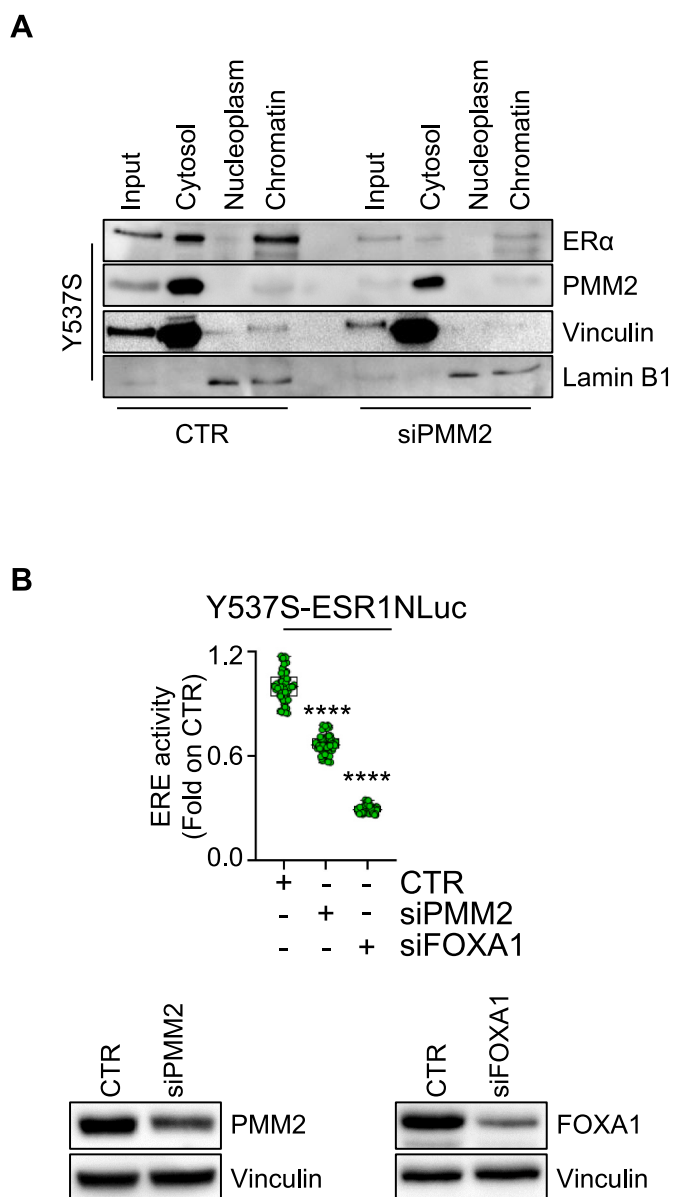 A
Input
Cytosol
Nucleoplasm
Chromatin
Input
Cytosol
Nucleoplasm
Chromatin
Y537S
ERα
PMM2
Vinculin
Lamin B1
CTR
siPMM2
B
Y537S-ESR1NLuc
ERE activity
(Fold on CTR)
1.2
0.6
0.0
****
****
+ - - CTR
- + - siPMM2
- - + siFOXA1
CTR
siPMM2
PMM2
Vinculin
CTR
siFOXA1
FOXA1
Vinculin